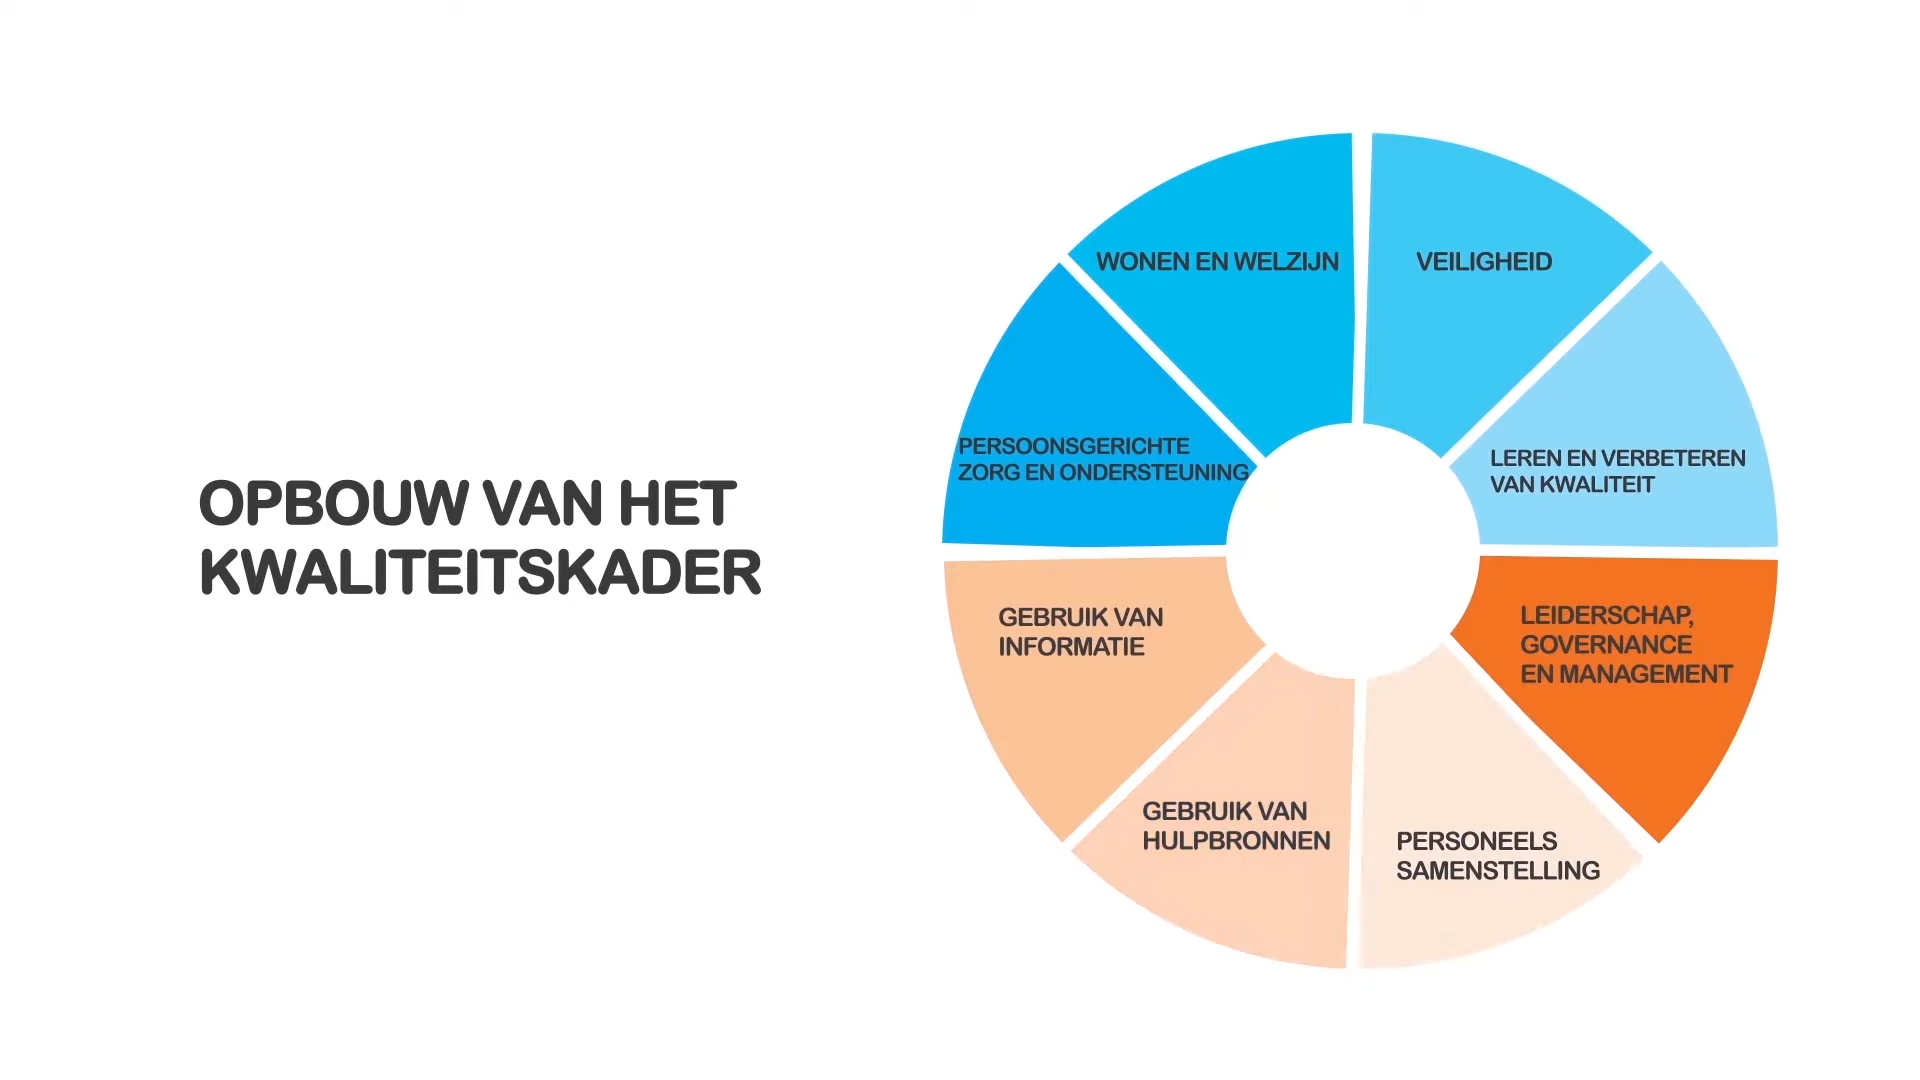 OPBOUW VAN HET
KWALITEITSKADER
WONEN EN WELZIJN
VEILIGHEID
PERSOONSGERICHTE
ZORG EN ONDERSTEUNING
LEREN EN VERBETEREN
VAN KWALITEIT
GEBRUIK VAN
INFORMATIE
LEIDERSCHAP,
GOVERNANCE
EN MANAGEMENT
GEBRUIK VAN
HULPBRONNEN
PERSONEELS
SAMENSTELLING